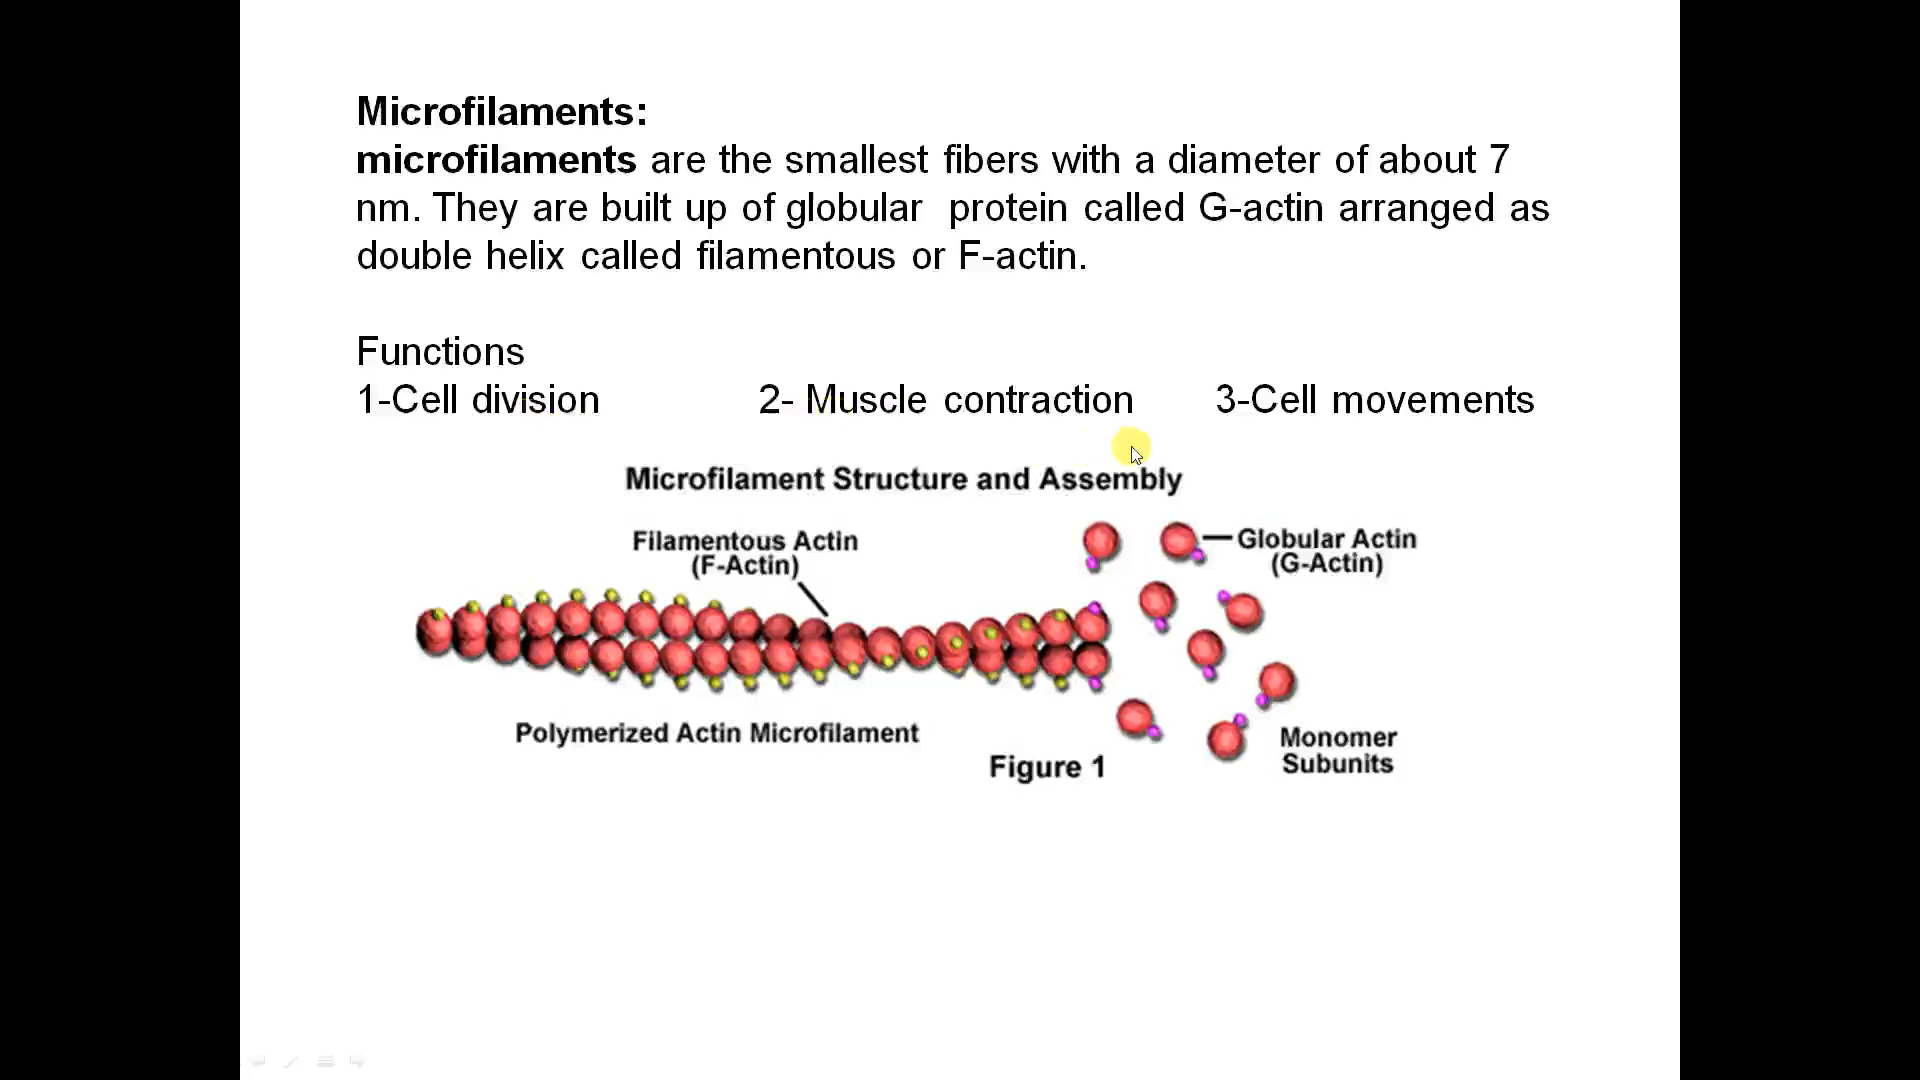 Microfilaments:
microfilaments are the smallest fibers with a diameter of about 7
nm. They are built up of globular  protein called G-actin arranged as
double helix called filamentous or F-actin.
Functions
1-Cell division 2- Muscle contraction 3-Cell movements
Microfilament Structure and Assembly
Filamentous Actin
(F-Actin)
Globular Actin
(G-Actin)
Polymerized Actin Microfilament
Monomer
Subunits
Figure 1